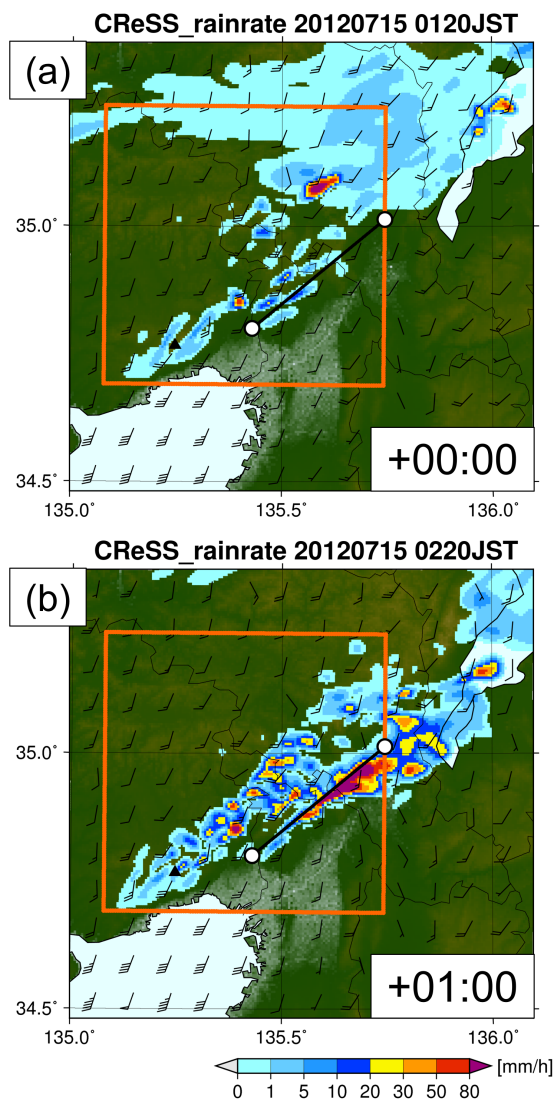 CReSS_rainrate 20120715 0120JST
(a)
35.0˚
34.5˚
+00:00
135.0˚ 135.5˚ 136.0˚
CReSS_rainrate 20120715 0220JST
(b)
35.0˚
34.5˚
+01:00
135.0˚ 135.5˚ 136.0˚
[mm/h]
0 1 5 10 20 30 50 80